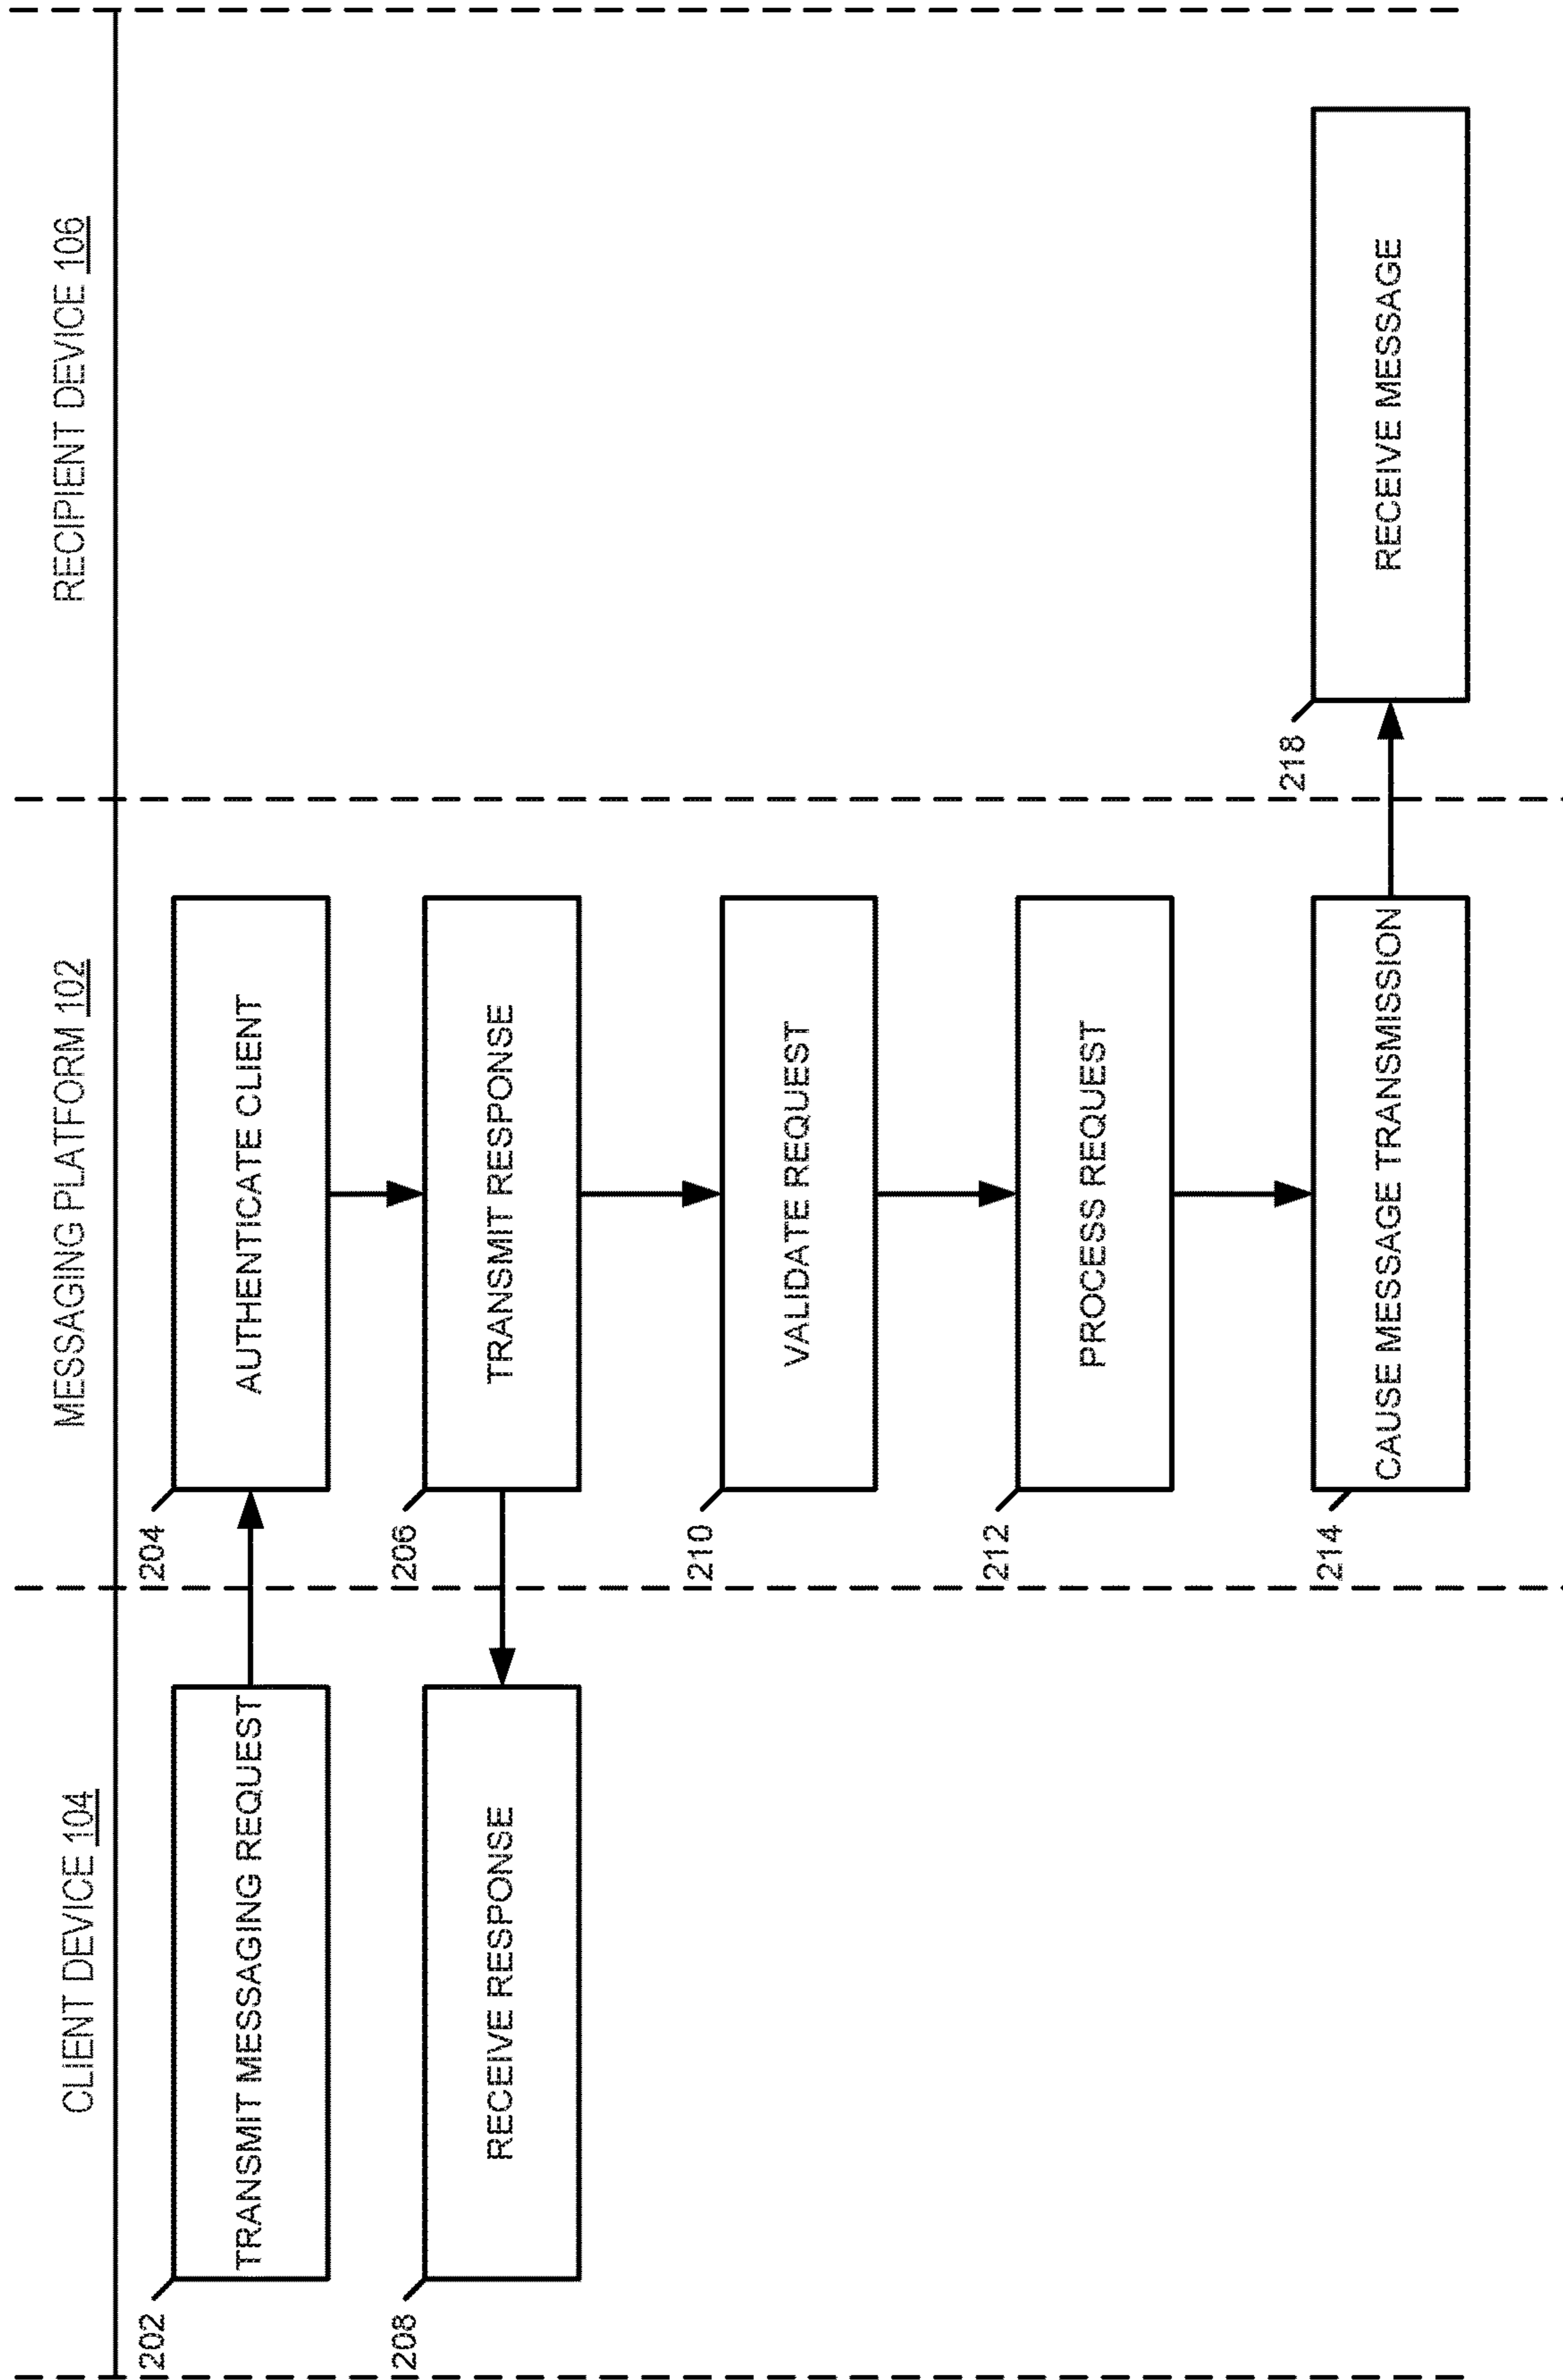 CLIENT DEVICE 104
MESSAGING PLATFORM 102
RECIPIENT DEVICE 106
202
TRANSMIT MESSAGING REQUEST
204
AUTHENTICATE CLIENT
208
RECEIVE RESPONSE
206
TRANSMIT RESPONSE
210
VALIDATE REQUEST
212
PROCESS REQUEST
214
CAUSE MESSAGE TRANSMISSION
218
RECEIVE MESSAGE